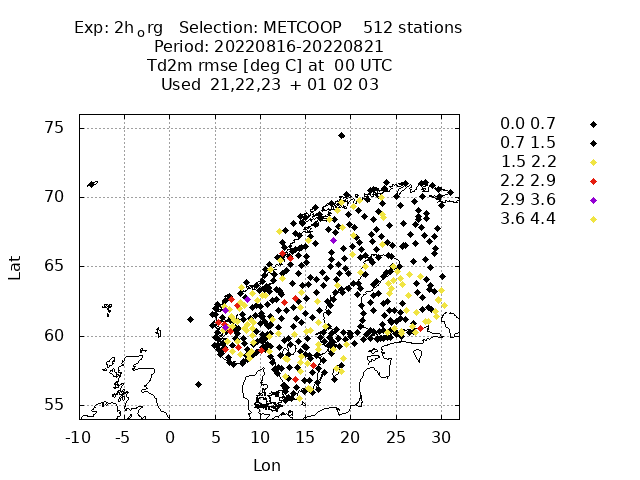 Exp: 2h_org   Selection: METCOOP    512 stations
Period: 20220816-20220821
Td2m rmse [deg C] at  00 UTC
Used  21,22,23  + 01 02 03
75
70
65
60
55
-10 -5 0 5 10 15 20 25 30
Lat
Lon
0.0 0.7
0.7 1.5
1.5 2.2
2.2 2.9
2.9 3.6
3.6 4.4